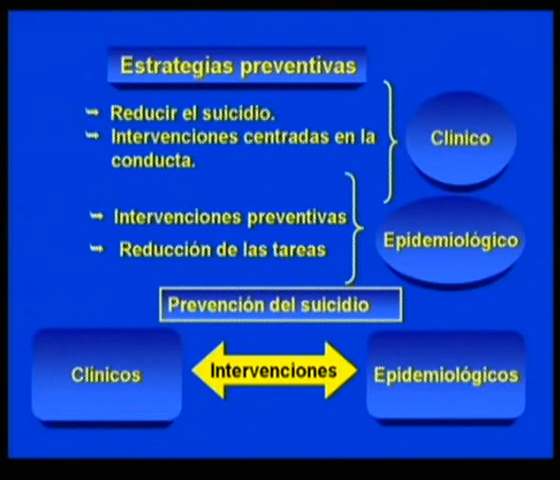 Estrategias preventivas
Reducir el suicidio.
Intervenciones centradas en la
conducta.
Clinico
Intervenciones preventivas
Reducción de las tareas
Epidemiológico
Prevención del suicidio
Clínicos
Intervenciones
Epidemiológicos